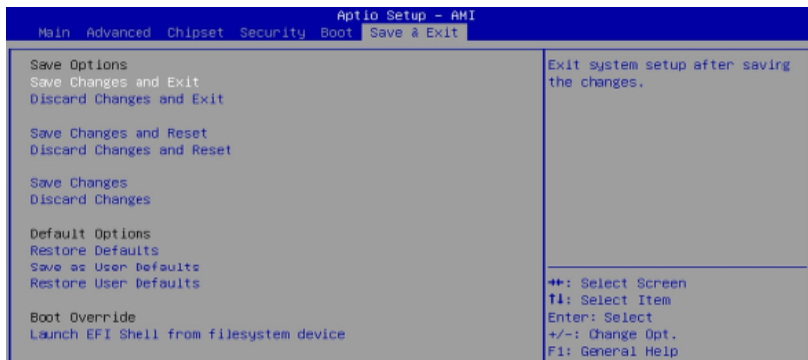 Aptio Setup - AMI
Main Advanced Chipset Security Boot Save & Exit
Save Options
Save Changes and Exit
Discard Changes and Exit
Save Changes and Reset
Discard Changes and Reset
Save Changes
Discard Changes
Default Options
Restore Defaults
Save as User Defaults
Restore User Defaults
Boot Override
Launch EFI Shell from filesystem device
Exit system setup after saving
the changes.
→←: Select Screen
↑↓: Select Item
Enter: Select
+/-: Change Opt.
F1: General Help